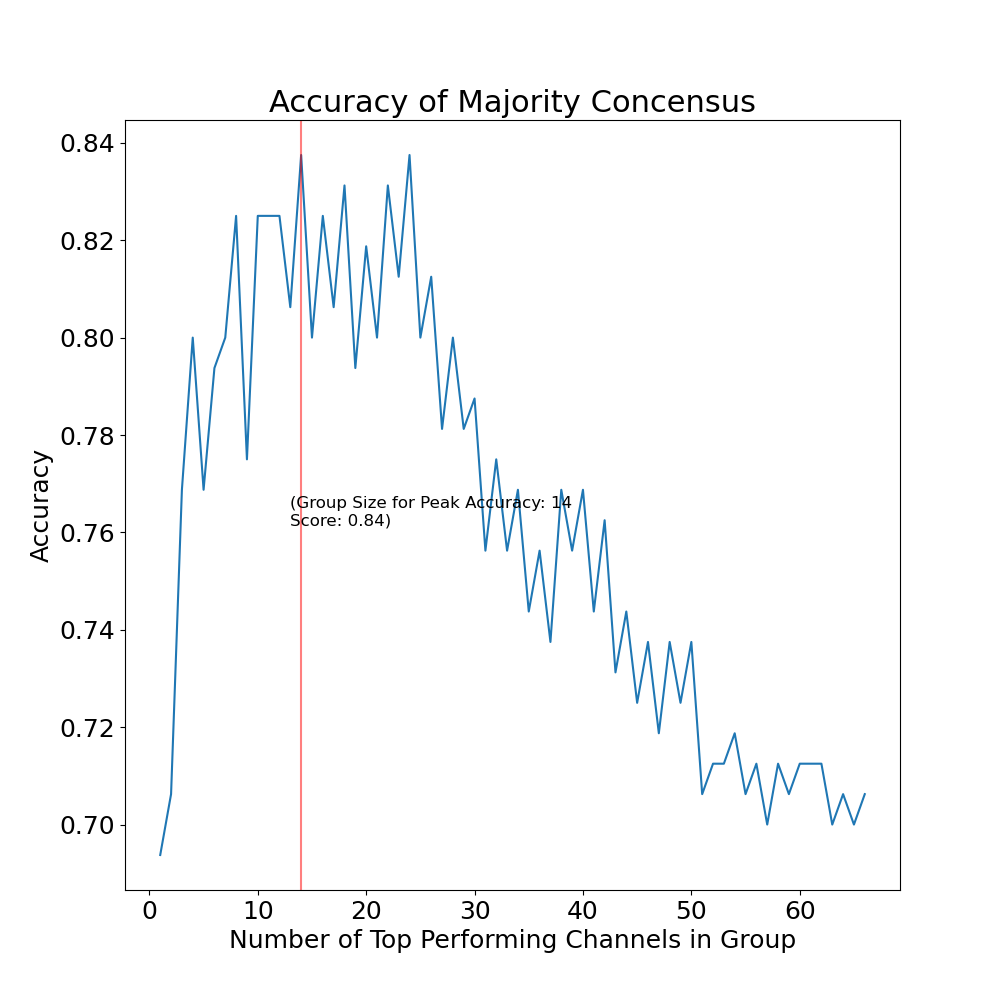 Accuracy of Majority Concensus
0.84
0.82
0.80
0.78
0.76
0.74
0.72
0.70
Accuracy
(Group Size for Peak Accuracy: 14
Score: 0.84)
0 10 20 30 40 50 60
Number of Top Performing Channels in Group